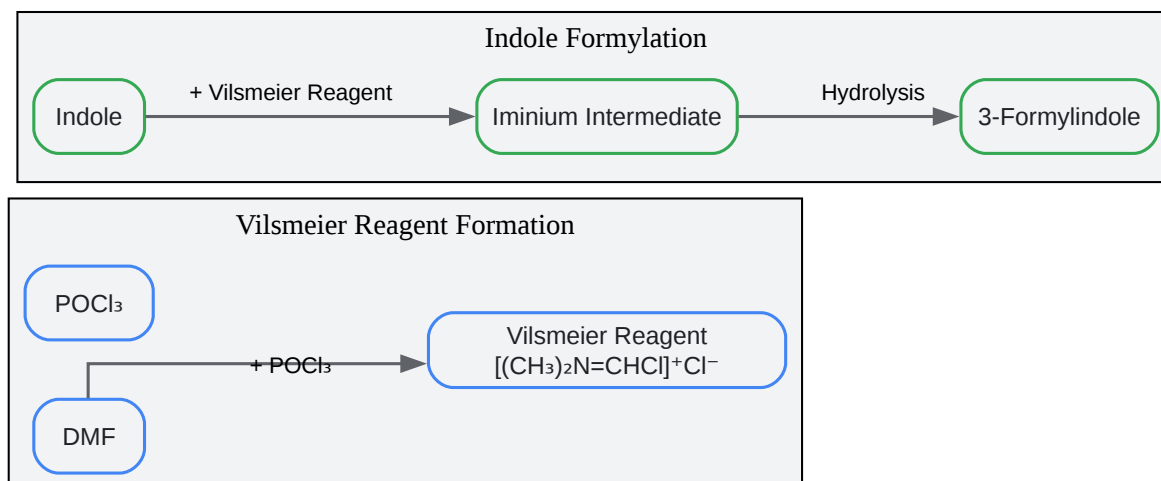 Indole Formylation
+ Vilsmeier Reagent
Hydrolysis
Indole
Iminium Intermediate
3-Formylindole
Vilsmeier Reagent Formation
POCl₃
Vilsmeier Reagent
[(CH₃)₂N=CHCl]⁺Cl⁻
+ POCl₃
DMF